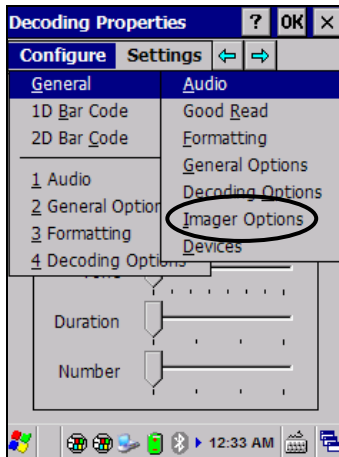 Decoding Properties ? OK ×
Configure Settings
General
1D Bar Code
2D Bar Code
1 Audio
2 General Option
3 Formatting
4 Decoding Options
Audio
Good Read
Formatting
General Options
Decoding Options
Imager Options
Devices
Duration
Number
12:33 AM